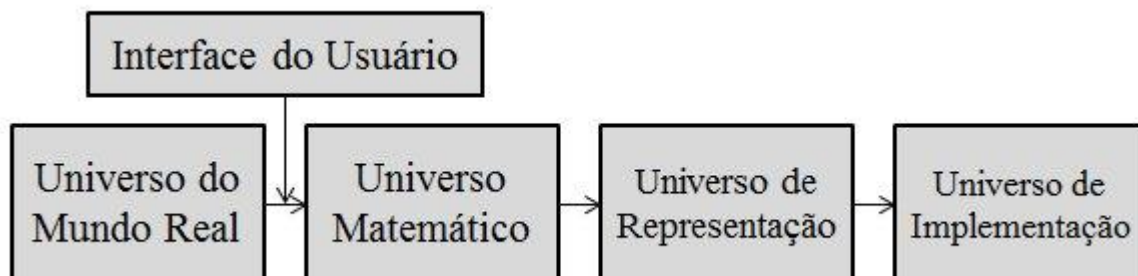 Interface do Usuário
Universo do
Mundo Real
Universo
Matemático
Universo de
Representação
Universo de
Implementação